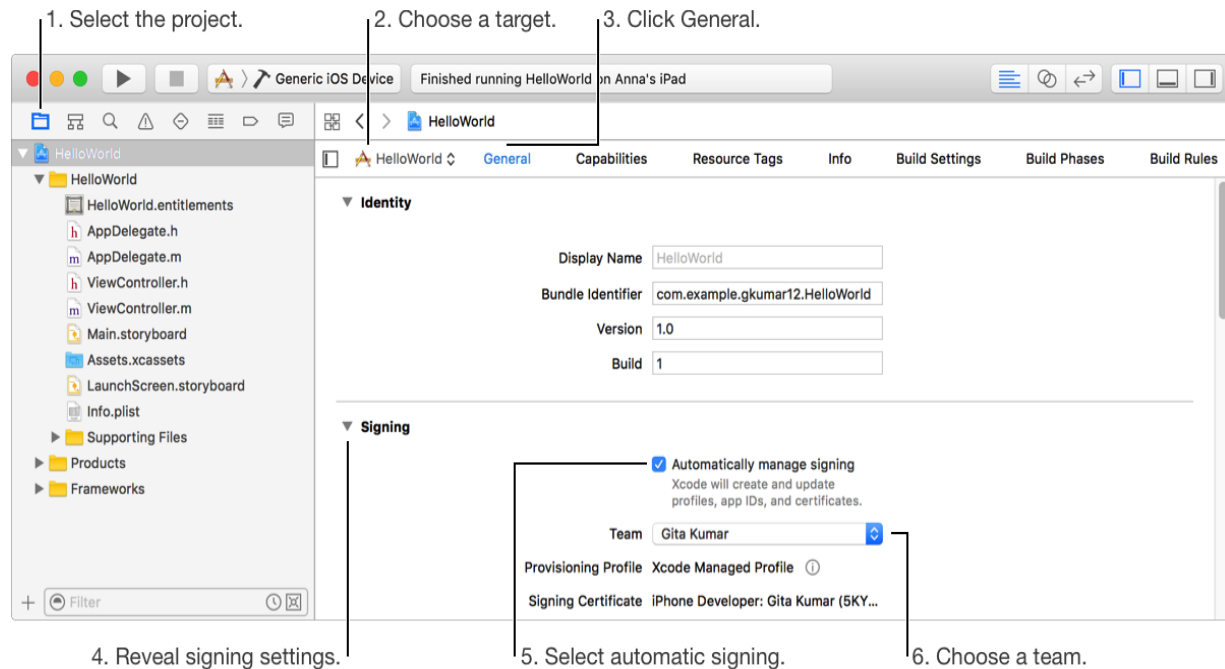 1. Select the project.
2. Choose a target.
3. Click General.
Generic iOS Device
Finished running HelloWorld on Anna's iPad
HelloWorld
HelloWorld
HelloWorld
General
Capabilities
Resource Tags
Info
Build Settings
Build Phases
Build Rules
HelloWorld
HelloWorld.entitlements
h AppDelegate.h
m AppDelegate.m
h ViewController.h
m ViewController.m
Main.storyboard
Assets.xcassets
LaunchScreen.storyboard
Info.plist
Supporting Files
Products
Frameworks
Filter
Identity
Display Name HelloWorld
Bundle Identifier com.example.gkumar12.HelloWorld
Version 1.0
Build 1
Signing
Automatically manage signing
Xcode will create and update
profiles, app IDs, and certificates.
Team Gita Kumar
Provisioning Profile Xcode Managed Profile
Signing Certificate iPhone Developer: Gita Kumar (5KY...
4. Reveal signing settings.
5. Select automatic signing.
6. Choose a team.